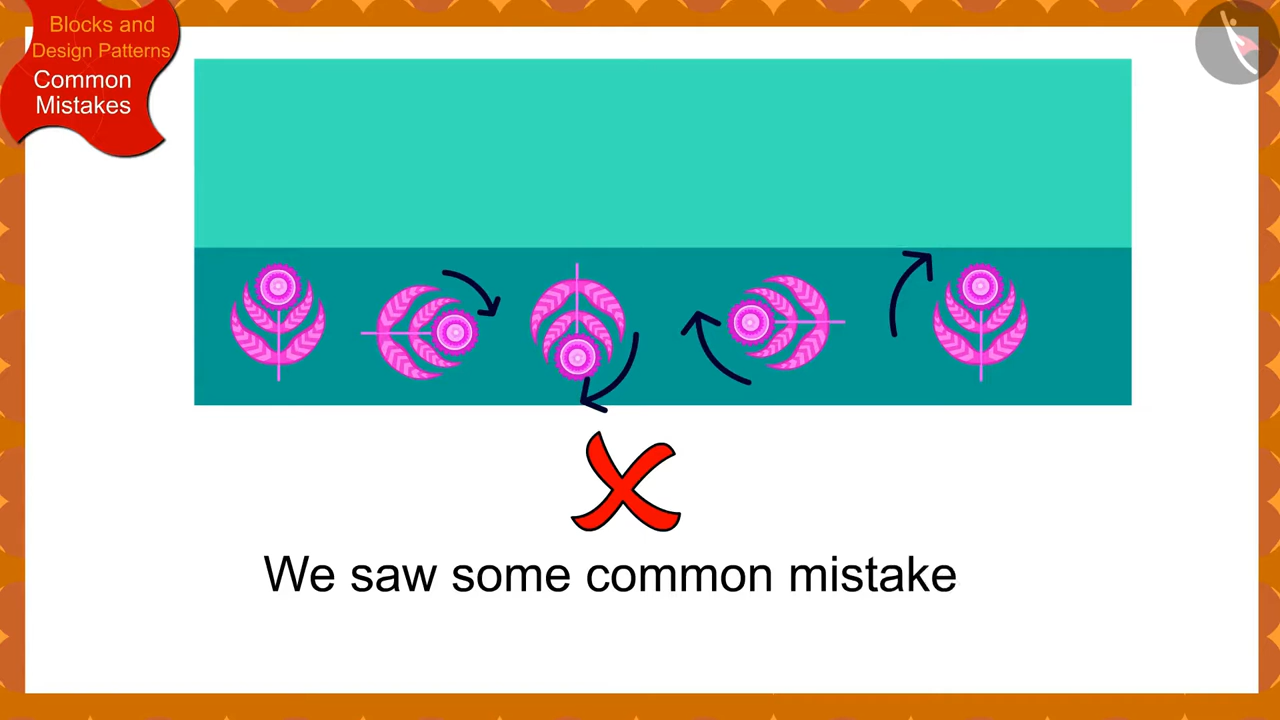 Blocks and
Design Patterns
Common
Mistakes
We saw some common mistake